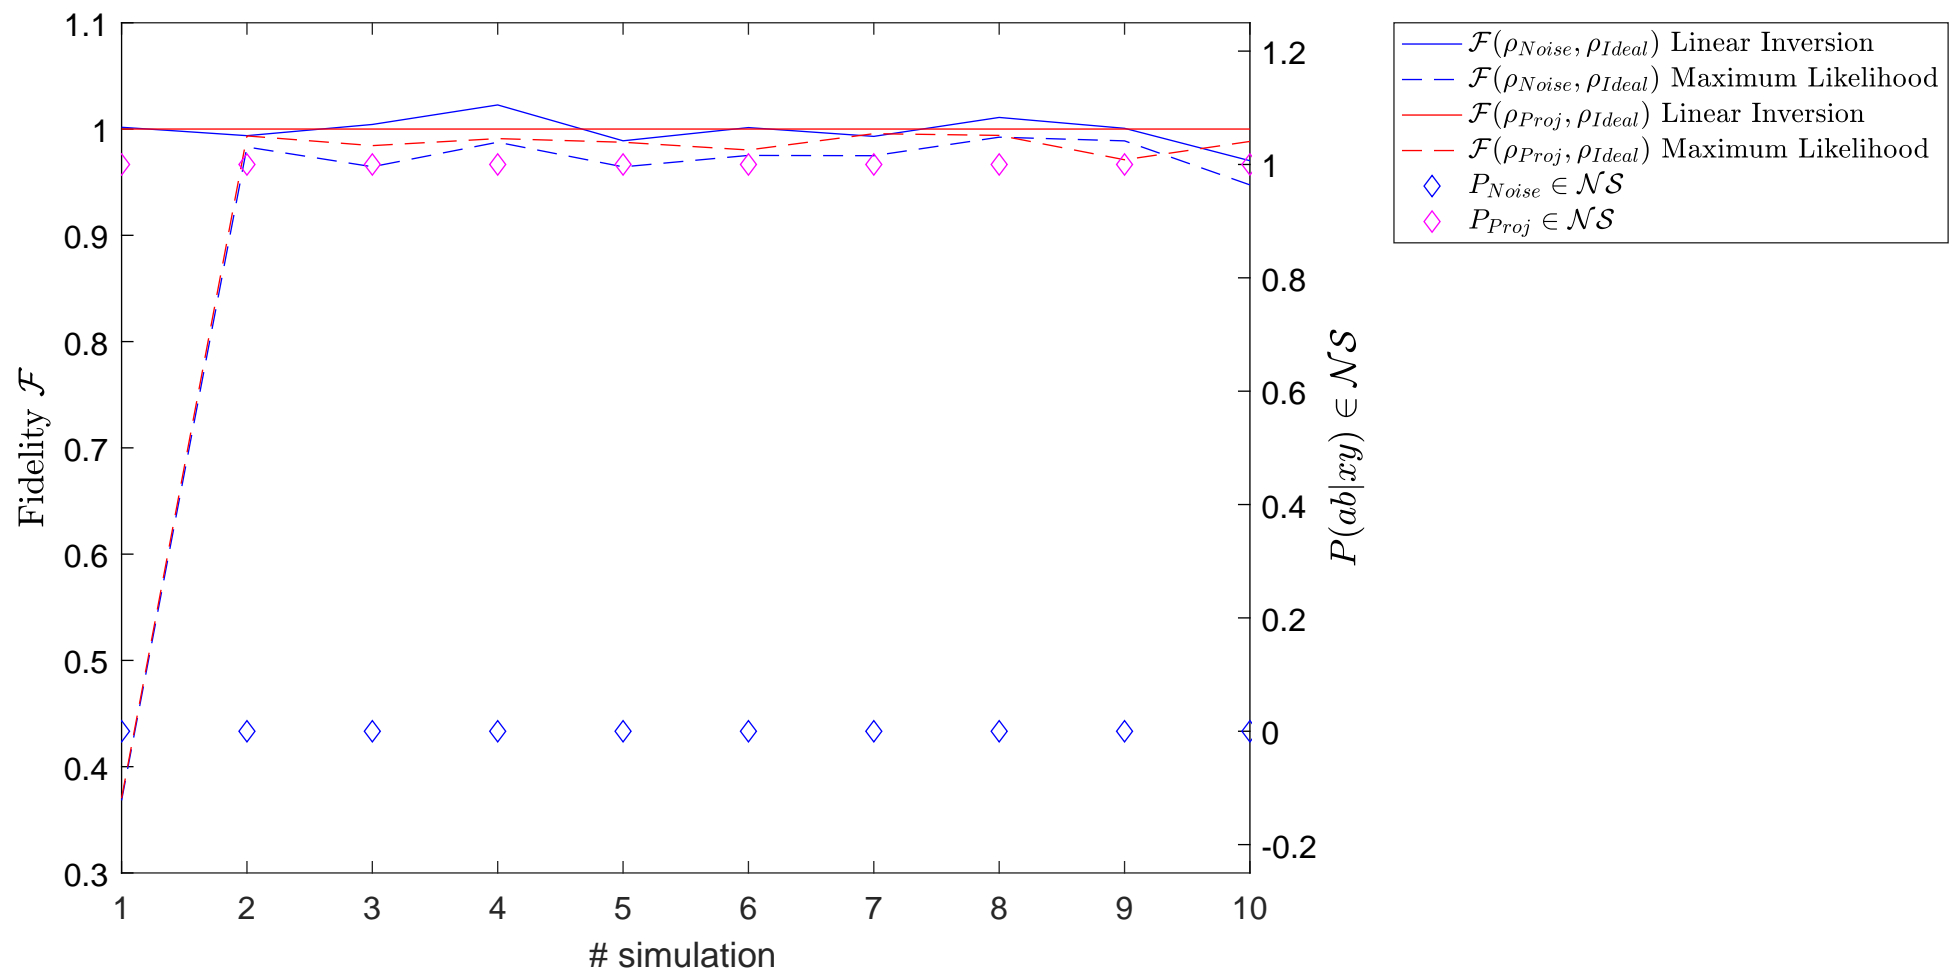 1.1
1
0.9
0.8
0.7
0.6
0.5
0.4
0.3
Fidelity ℱ
1 2 3 4 5 6 7 8 9 10
# simulation
1.2
1
0.8
0.6
0.4
0.2
0
-0.2
P(ab|xy) ∈ 𝒩𝒮
ℱ(ρ_Noise, ρ_Ideal) Linear Inversion
ℱ(ρ_Noise, ρ_Ideal) Maximum Likelihood
ℱ(ρ_Proj, ρ_Ideal) Linear Inversion
ℱ(ρ_Proj, ρ_Ideal) Maximum Likelihood
P_Noise ∈ 𝒩𝒮
P_Proj ∈ 𝒩𝒮